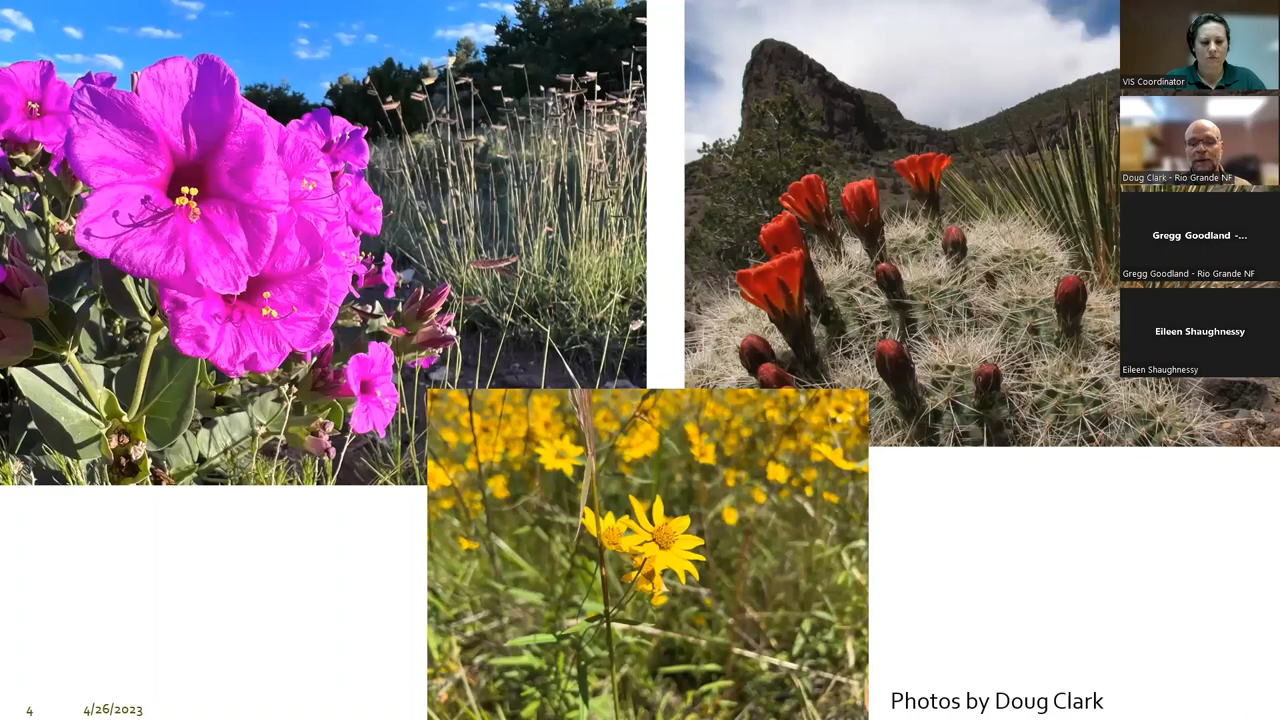 VIS Coordinator
Doug Clark - Rio Grande NF
Gregg Goodland -...
Gregg Goodland - Rio Grande NF
Eileen Shaughnessy
Eileen Shaughnessy
Photos by Doug Clark
4 4/26/2023